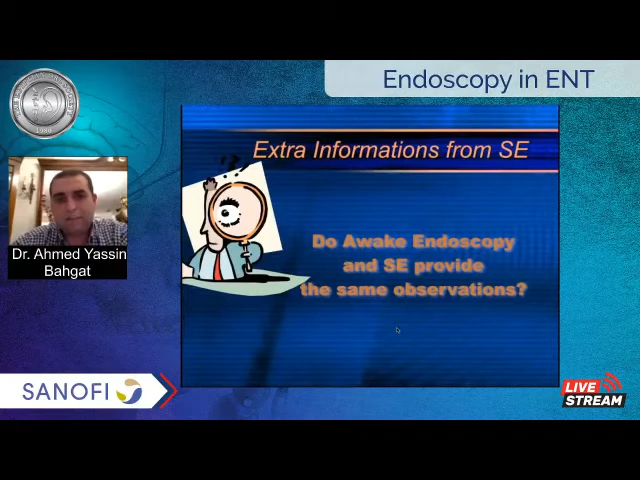 Endoscopy in ENT
1984
Extra Informations from SE
Do Awake Endoscopy
and SE provide
the same observations?
Dr. Ahmed Yassin
Bahgat
SANOFI
LIVE
STREAM